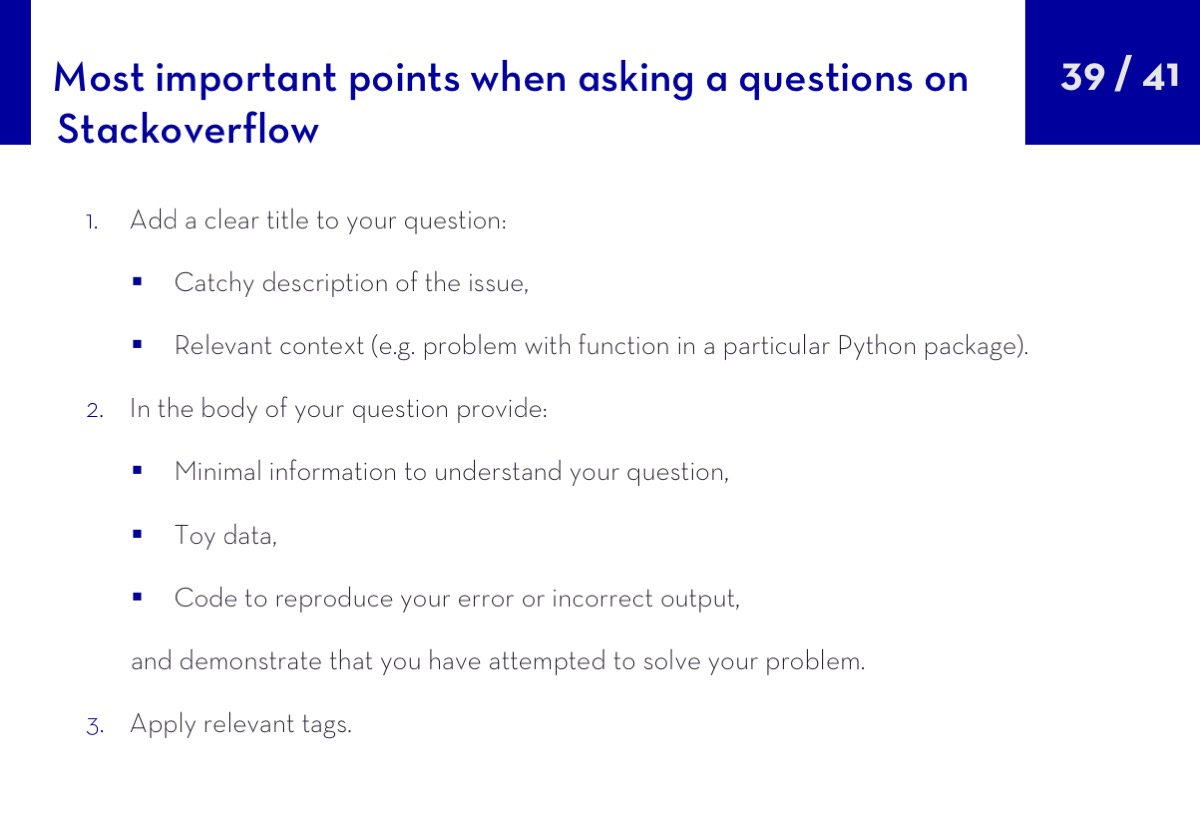 Most important points when asking a questions on
Stackoverflow
39 / 41
1. Add a clear title to your question:
▪ Catchy description of the issue,
▪ Relevant context (e.g. problem with function in a particular Python package).
2. In the body of your question provide:
▪ Minimal information to understand your question,
▪ Toy data,
▪ Code to reproduce your error or incorrect output,
and demonstrate that you have attempted to solve your problem.
3. Apply relevant tags.